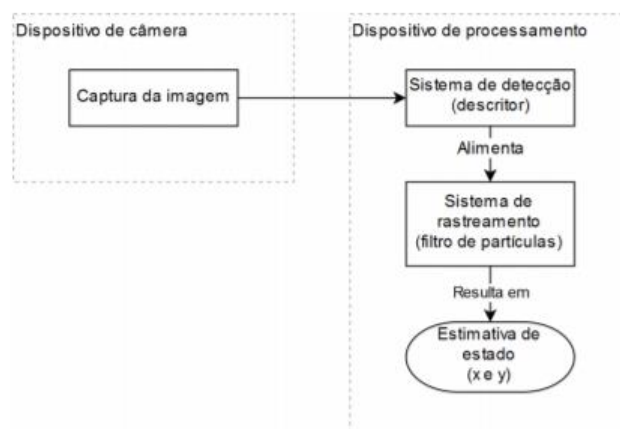 Dispositivo de câmera
Captura da imagem
Dispositivo de processamento
Sistema de detecção
(descritor)
Alimenta
Sistema de
rastreamento
(filtro de partículas)
Resulta em
Estimativa de
estado
(x e y)